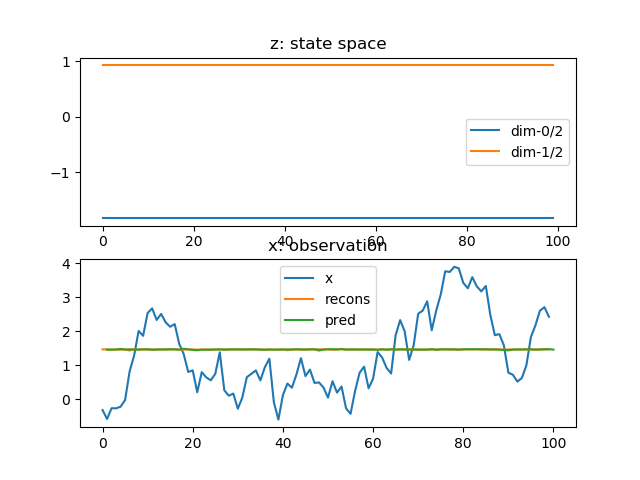 z: state space
1
0
−1
dim-0/2
dim-1/2
0 20 40 60 80 100
x: observation
4
3
2
1
0
x
recons
pred
0 20 40 60 80 100